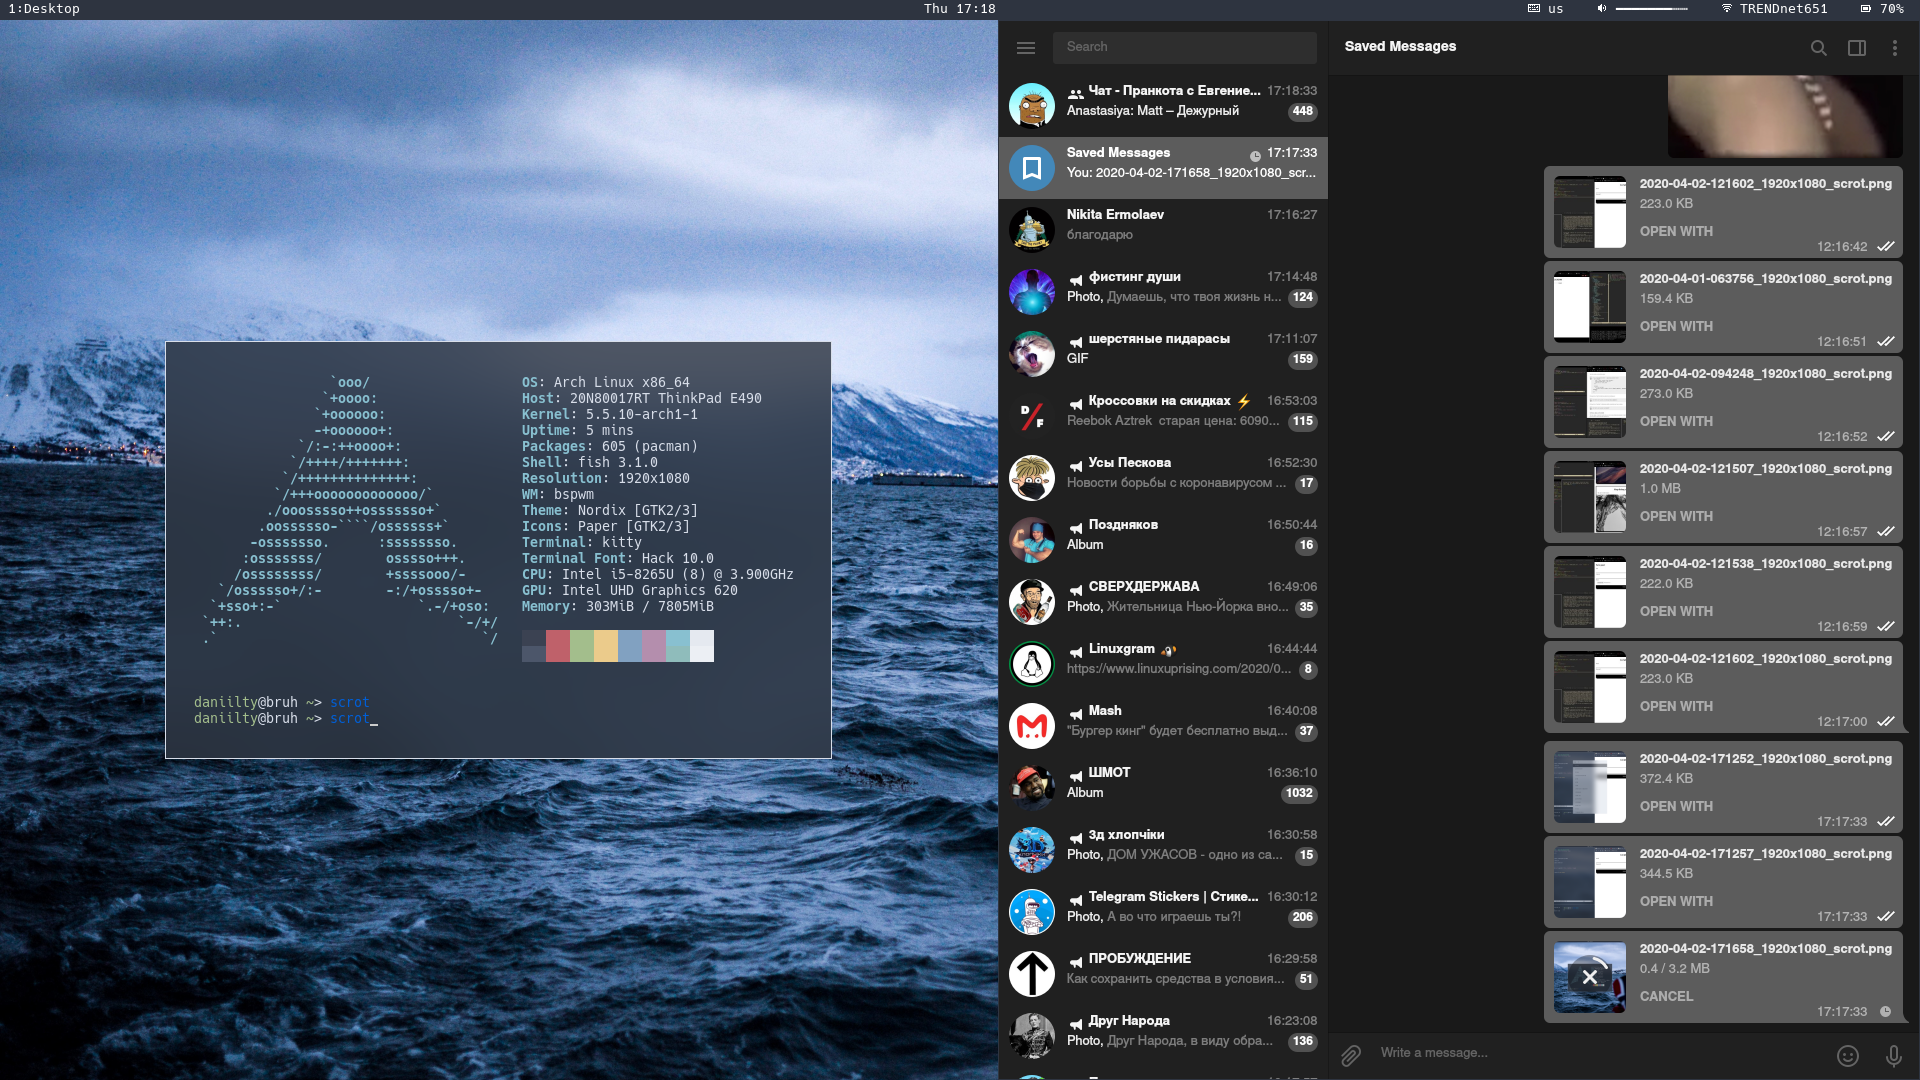 1:Desktop
Thu 17:18
us
TRENDnet651
70%
`ooo/
`+oooo:
`+oooooo:
-+oooooo+:
`/:-:++oooo+:
`/++++/+++++++:
`/++++++++++++++:
`/+++ooooooooooooo/`
./ooosssso++osssssso+`
.oossssso-````/ossssss+`
-osssssso.      :ssssssso.
:osssssss/        osssso+++.
/ossssssss/        +ssssooo/-
`/ossssso+/:-        -:/+osssso+-
`+sso+:-`                 `.-/+oso:
`++:.                           `-/+/
.`                                 `/
OS: Arch Linux x86_64
Host: 20N80017RT ThinkPad E490
Kernel: 5.5.10-arch1-1
Uptime: 5 mins
Packages: 605 (pacman)
Shell: fish 3.1.0
Resolution: 1920x1080
WM: bspwm
Theme: Nordix [GTK2/3]
Icons: Paper [GTK2/3]
Terminal: kitty
Terminal Font: Hack 10.0
CPU: Intel i5-8265U (8) @ 3.900GHz
GPU: Intel UHD Graphics 620
Memory: 303MiB / 7805MiB
daniilty@bruh ~> scrot
daniilty@bruh ~> scrot_
Search
Чат - Пранкота с Евгение... 17:18:33
Anastasiya: Matt – Дежурный 448
Saved Messages 17:17:33
You: 2020-04-02-171658_1920x1080_scr...
Nikita Ermolaev 17:16:27
благодарю
фистинг души 17:14:48
Photo, Думаешь, что твоя жизнь н... 124
шерстяные пидарасы 17:11:07
GIF 159
D/F
Кроссовки на скидках ⚡ 16:53:03
Reebok Aztrek старая цена: 6090... 115
Усы Пескова 16:52:30
Новости борьбы с коронавирусом ... 17
Поздняков 16:50:44
Album 16
СВЕРХДЕРЖАВА 16:49:06
Photo, Жительница Нью-Йорка вно... 35
Linuxgram 16:44:44
https://www.linuxuprising.com/2020/0... 8
Mash 16:40:08
"Бургер кинг" будет бесплатно выд... 37
ШМОТ 16:36:10
Album 1032
3д хлопчіки 16:30:58
Photo, ДОМ УЖАСОВ - одно из са... 15
Telegram Stickers | Стике... 16:30:12
Photo, А во что играешь ты?! 206
ПРОБУЖДЕНИЕ 16:29:58
Как сохранить средства в условия... 51
Друг Народа 16:23:08
Photo, Друг Народа, в виду обра... 136
Saved Messages
2020-04-02-121602_1920x1080_scrot.png
223.0 KB
OPEN WITH
12:16:42
2020-04-01-063756_1920x1080_scrot.png
159.4 KB
OPEN WITH
12:16:51
2020-04-02-094248_1920x1080_scrot.png
273.0 KB
OPEN WITH
12:16:52
2020-04-02-121507_1920x1080_scrot.png
1.0 MB
OPEN WITH
12:16:57
2020-04-02-121538_1920x1080_scrot.png
222.0 KB
OPEN WITH
12:16:59
2020-04-02-121602_1920x1080_scrot.png
223.0 KB
OPEN WITH
12:17:00
2020-04-02-171252_1920x1080_scrot.png
372.4 KB
OPEN WITH
17:17:33
2020-04-02-171257_1920x1080_scrot.png
344.5 KB
OPEN WITH
17:17:33
2020-04-02-171658_1920x1080_scrot.png
0.4 / 3.2 MB
CANCEL
17:17:33
Write a message...